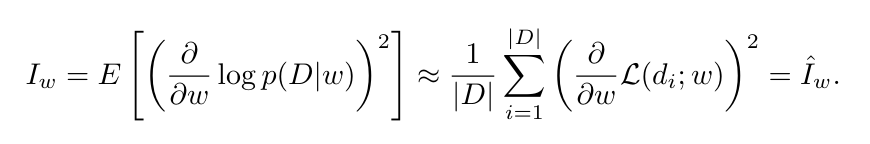 I_w = E\left[\left(\frac{\partial}{\partial w} \log p(D|w)\right)^2\right] \approx \frac{1}{|D|} \sum_{i=1}^{|D|} \left(\frac{\partial}{\partial w} \mathcal{L}(d_i; w)\right)^2 = \hat{I}_w.